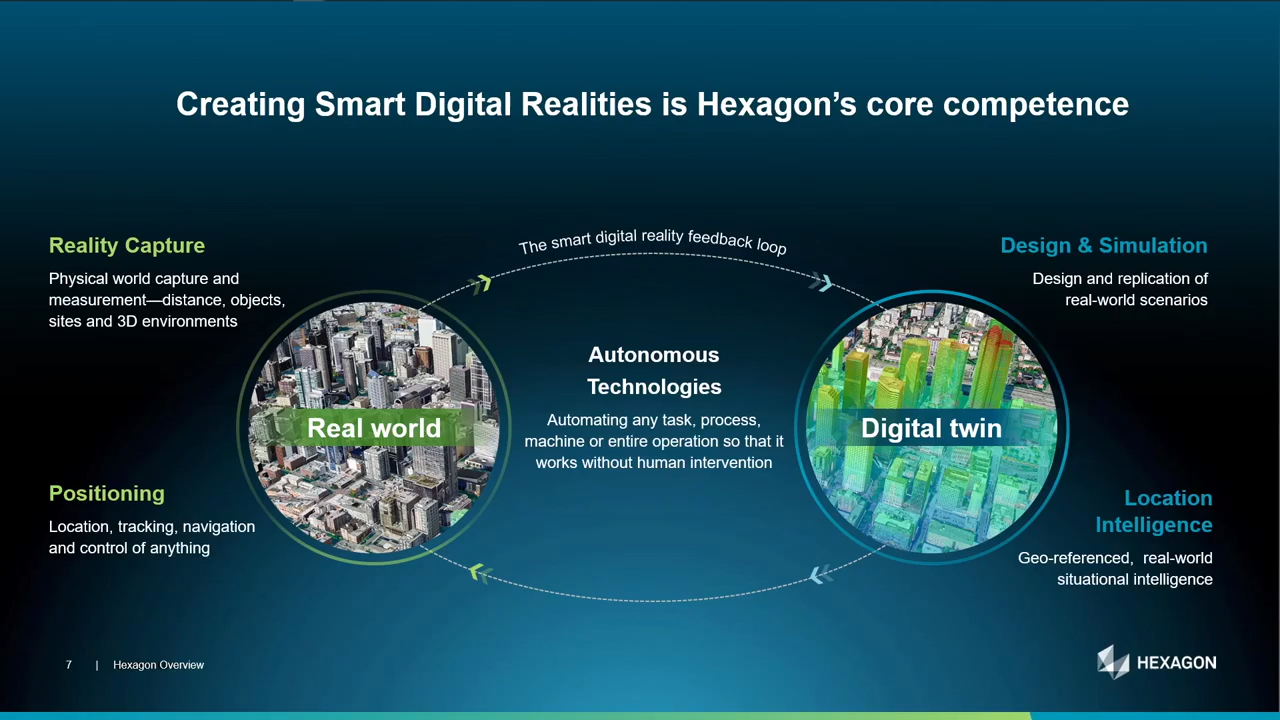 Creating Smart Digital Realities is Hexagon’s core competence
The smart digital reality feedback loop
Reality Capture
Physical world capture and
measurement—distance, objects,
sites and 3D environments
Positioning
Location, tracking, navigation
and control of anything
Real world
Autonomous
Technologies
Automating any task, process,
machine or entire operation so that it
works without human intervention
Digital twin
Design & Simulation
Design and replication of
real-world scenarios
Location
Intelligence
Geo-referenced, real-world
situational intelligence
7 | Hexagon Overview
HEXAGON